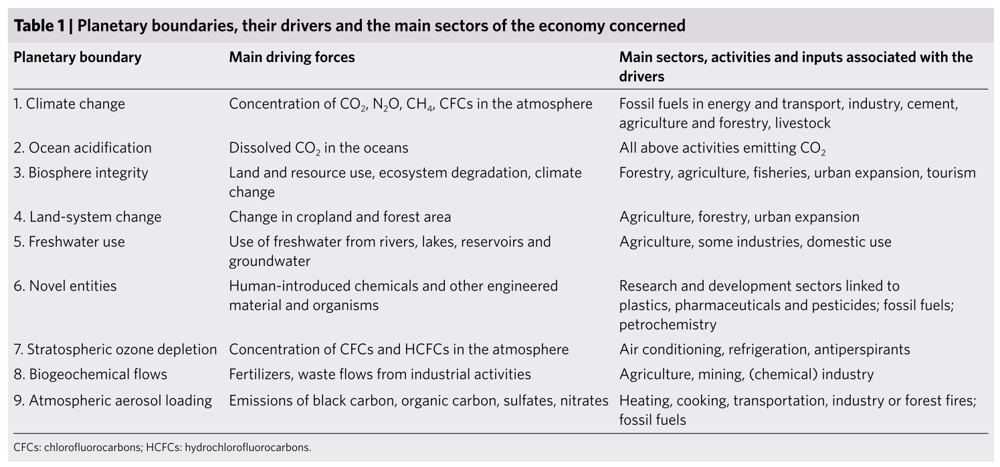 Table 1 | Planetary boundaries, their drivers and the main sectors of the economy concerned
Planetary boundary Main driving forces Main sectors, activities and inputs associated with the
drivers
1. Climate change Concentration of CO₂, N₂O, CH₄, CFCs in the atmosphere Fossil fuels in energy and transport, industry, cement,
agriculture and forestry, livestock
2. Ocean acidification Dissolved CO₂ in the oceans All above activities emitting CO₂
3. Biosphere integrity Land and resource use, ecosystem degradation, climate Forestry, agriculture, fisheries, urban expansion, tourism
change
4. Land-system change Change in cropland and forest area Agriculture, forestry, urban expansion
5. Freshwater use Use of freshwater from rivers, lakes, reservoirs and Agriculture, some industries, domestic use
groundwater
6. Novel entities Human-introduced chemicals and other engineered Research and development sectors linked to
material and organisms plastics, pharmaceuticals and pesticides; fossil fuels;
petrochemistry
7. Stratospheric ozone depletion Concentration of CFCs and HCFCs in the atmosphere Air conditioning, refrigeration, antiperspirants
8. Biogeochemical flows Fertilizers, waste flows from industrial activities Agriculture, mining, (chemical) industry
9. Atmospheric aerosol loading Emissions of black carbon, organic carbon, sulfates, nitrates Heating, cooking, transportation, industry or forest fires;
fossil fuels
CFCs: chlorofluorocarbons; HCFCs: hydrochlorofluorocarbons.